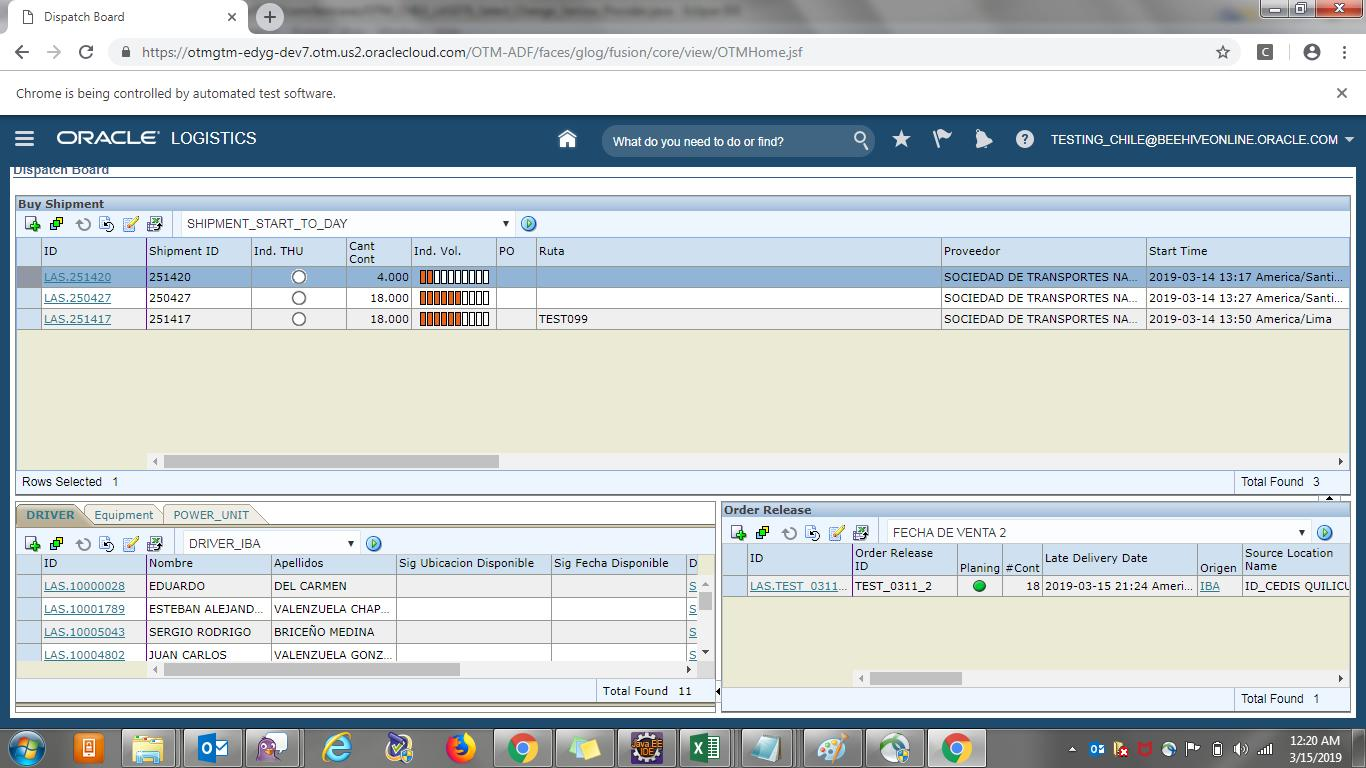 Dispatch Board
https://otmgtm-edyg-dev7.otm.us2.oraclecloud.com/OTM-ADF/faces/glog/fusion/core/view/OTMHome.jsf
C
Chrome is being controlled by automated test software.
ORACLE LOGISTICS
What do you need to do or find?
TESTING_CHILE@BEEHIVEONLINE.ORACLE.COM
Dispatch Board
Buy Shipment
SHIPMENT_START_TO_DAY
ID Shipment ID Ind. THU Cant Cont Ind. Vol. PO Ruta Proveedor Start Time
LAS.251420 251420 4.000 SOCIEDAD DE TRANSPORTES NA... 2019-03-14 13:17 America/Santi...
LAS.250427 250427 18.000 SOCIEDAD DE TRANSPORTES NA... 2019-03-14 13:27 America/Santi...
LAS.251417 251417 18.000 TEST099 SOCIEDAD DE TRANSPORTES NA... 2019-03-14 13:50 America/Lima
Rows Selected 1
Total Found 3
DRIVER Equipment POWER_UNIT
DRIVER_IBA
ID Nombre Apellidos Sig Ubicacion Disponible Sig Fecha Disponible D
LAS.10000028 EDUARDO DEL CARMEN S
LAS.10001789 ESTEBAN ALEJAND... VALENZUELA CHAP... S
LAS.10005043 SERGIO RODRIGO BRICEÑO MEDINA S
LAS.10004802 JUAN CARLOS VALENZUELA GONZ... S
Total Found 11
Order Release
FECHA DE VENTA 2
ID Order Release ID Planing #Cont Late Delivery Date Origen Source Location Name
LAS.TEST_0311... TEST_0311_2 18 2019-03-15 21:24 Ameri... IBA ID_CEDIS QUILICU
Total Found 1
Java EE
IDE
12:20 AM
3/15/2019